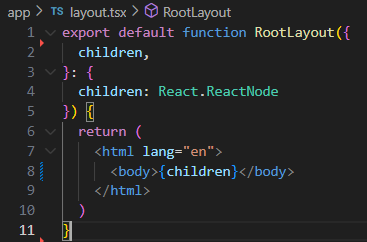 app > TS layout.tsx > RootLayout
1 export default function RootLayout({
2   children,
3 }: {
4   children: React.ReactNode
5 }) {
6   return (
7     <html lang="en">
8       <body>{children}</body>
9     </html>
10   )
11 }